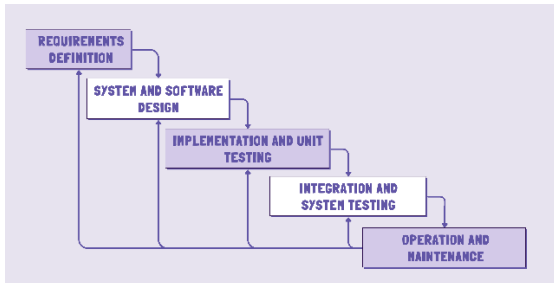 REQUIREMENTS
DEFINITION
SYSTEM AND SOFTWARE
DESIGN
IMPLEMENTATION AND UNIT
TESTING
INTEGRATION AND
SYSTEM TESTING
OPERATION AND
MAINTENANCE